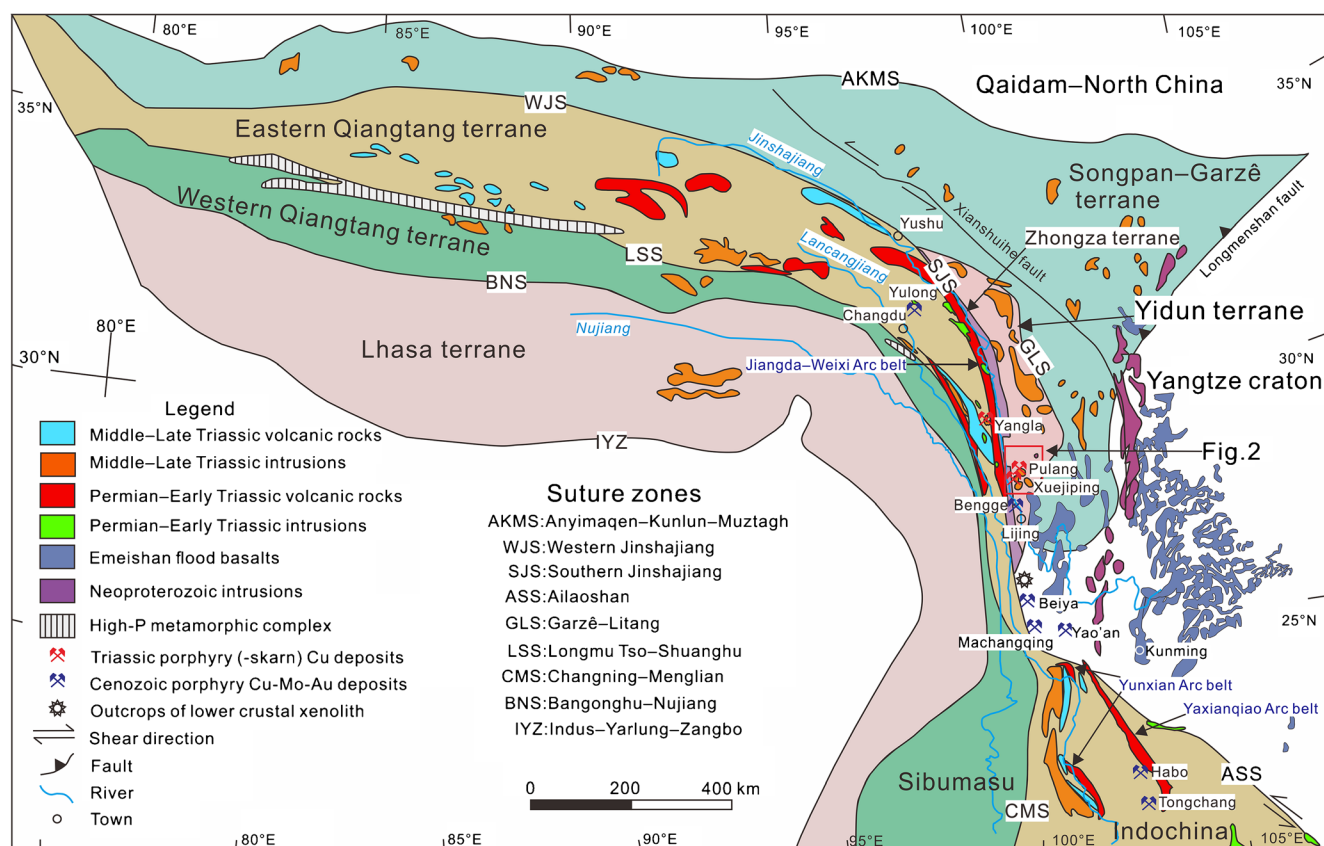 80°E
85°E
90°E
95°E
100°E
105°E
35°N
AKMS
Qaidam–North China
35°N
WJS
Eastern Qiangtang terrane
Jinshajiang
Songpan–Garzê
terrane
Western Qiangtang terrane
Yushu
Xianshuihe fault
Zhongza terrane
Longmenshan fault
Lancangjiang
LSS
SJS
BNS
Yulong
Changdu
Yidun terrane
80°E
Nujiang
GLS
30°N
Lhasa terrane
Jiangda–Weixi Arc belt
30°N
Yangtze craton
Legend
Middle–Late Triassic volcanic rocks
Middle–Late Triassic intrusions
Permian–Early Triassic volcanic rocks
Permian–Early Triassic intrusions
Emeishan flood basalts
Neoproterozoic intrusions
High-P metamorphic complex
Triassic porphyry (-skarn) Cu deposits
Cenozoic porphyry Cu-Mo-Au deposits
Outcrops of lower crustal xenolith
Shear direction
Fault
River
Town
IYZ
Suture zones
AKMS:Anyimaqen–Kunlun–Muztagh
WJS:Western Jinshajiang
SJS:Southern Jinshajiang
ASS:Ailaoshan
GLS:Garzê–Litang
LSS:Longmu Tso–Shuanghu
CMS:Changning–Menglian
BNS:Bangonghu–Nujiang
IYZ:Indus–Yarlung–Zangbo
0
200
400 km
Yangla
Fig.2
Pulang
Xuejiping
Bengge
Lijing
Beiya
25°N
Machangqing
Yao'an
Kunming
Yunxian Arc belt
Yaxianqiao Arc belt
Sibumasu
Habo
ASS
CMS
Tongchang
Indochina
80°E
85°E
90°E
95°E
100°E
105°E